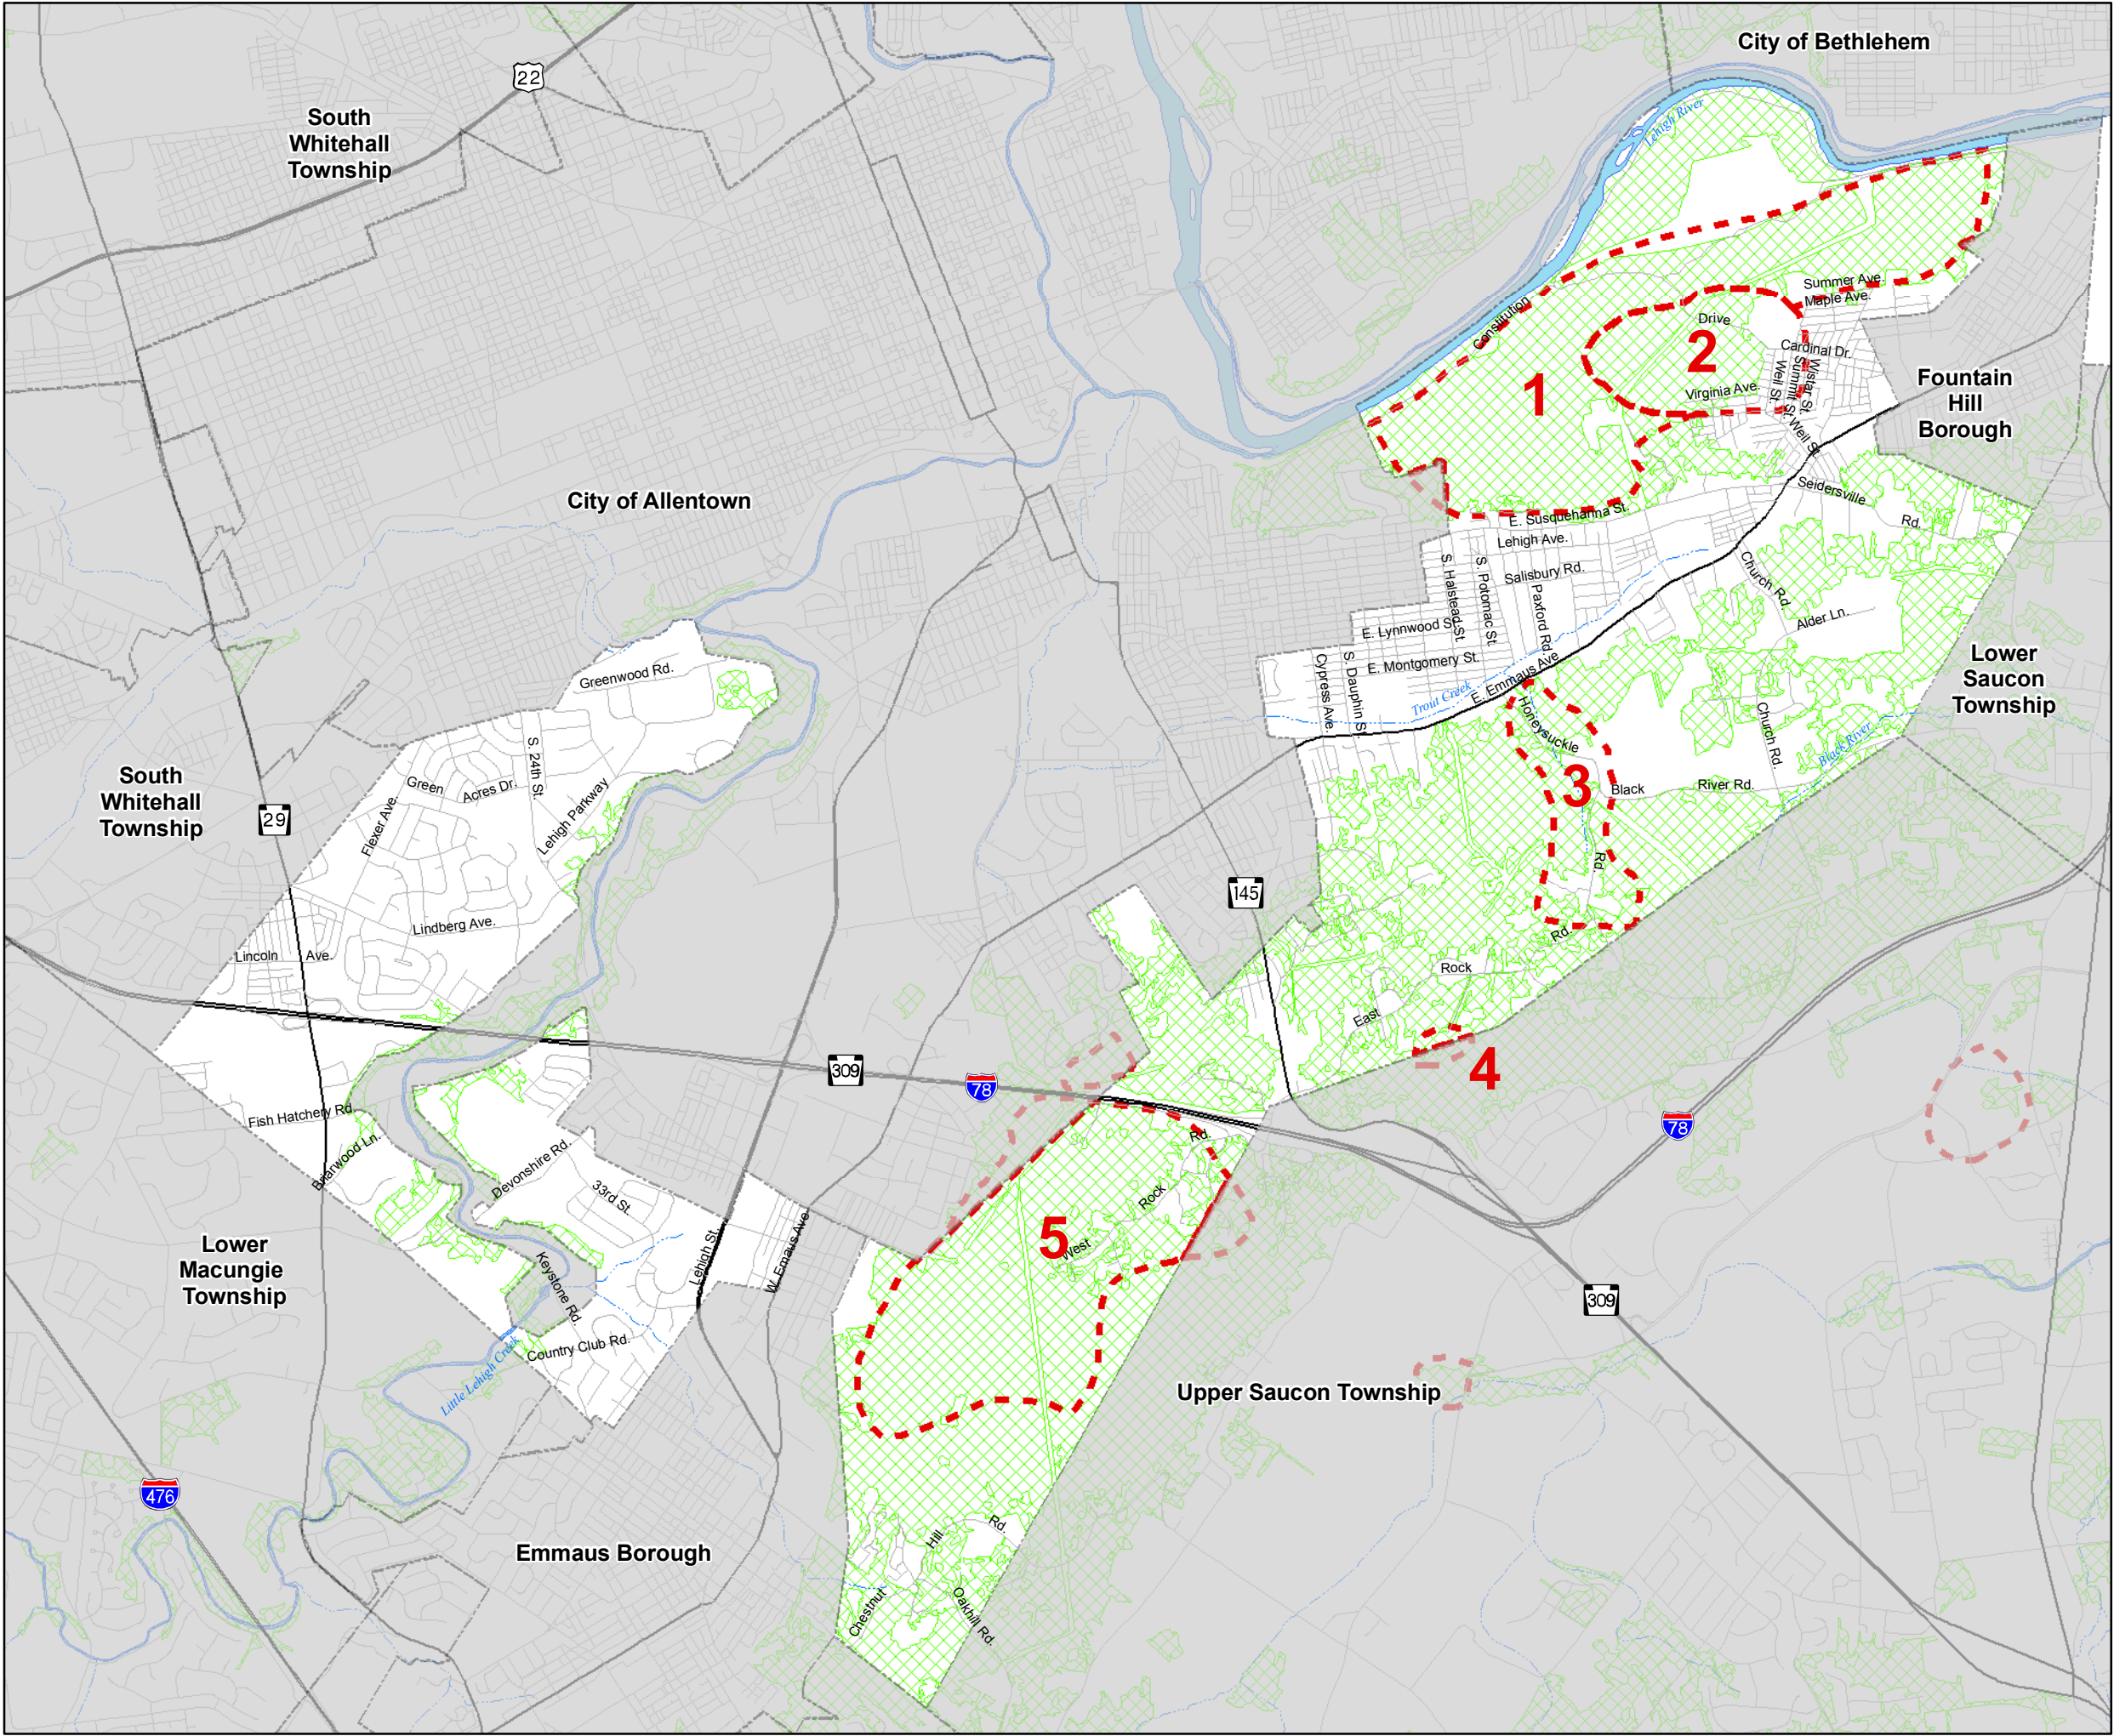 City of Bethlehem
22
South
Whitehall
Township
Lehigh River
Summer Ave.
Maple Ave.
Constitution
Drive
2
Cardinal Dr.
1
Virginia Ave.
Weil St.
Summit St.
Wistar St.
Weil St.
Fountain
Hill
Borough
City of Allentown
Seidersville
Rd.
E. Susquehanna St.
Lehigh Ave.
Salisbury Rd.
S. Halstead St.
S. Potomac St.
Paxford Rd.
Church Rd.
Alder Ln.
E. Lynnwood St.
E. Montgomery St.
Cypress Ave.
S. Dauphin St.
Trout Creek
E. Emmaus Ave
Lower
Saucon
Township
Greenwood Rd.
Honeysuckle
Church Rd.
Black River
S. 24th St.
South
Whitehall
Township
29
Green
Acres Dr.
Flexer Ave.
Lehigh Parkway
3
Black
River Rd.
Rd.
145
Lindberg Ave.
Lincoln
Ave.
Rd.
Rock
East
4
309
78
78
Fish Hatchery Rd.
Briarwood Ln.
Devonshire Rd.
33rd St.
Rd.
Rock
5
West
Lower
Macungie
Township
Lehigh St.
W. Emaus Ave.
Keystone Rd.
309
Country Club Rd.
Little Lehigh Creek
Upper Saucon Township
476
Emmaus Borough
Hill
Rd.
Chestnut
Oakhill Rd.